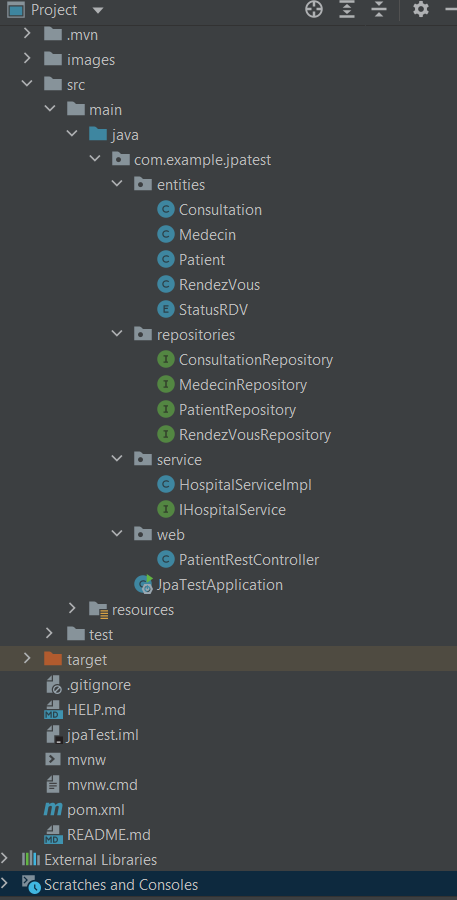 Project
.mvn
images
src
main
java
com.example.jpatest
entities
C Consultation
C Medecin
C Patient
C RendezVous
E StatusRDV
repositories
I ConsultationRepository
I MedecinRepository
I PatientRepository
I RendezVousRepository
service
C HospitalServiceImpl
I IHospitalService
web
C PatientRestController
JpaTestApplication
resources
test
target
.gitignore
MD HELP.md
jpaTest.iml
mvnw
mvnw.cmd
m pom.xml
MD README.md
External Libraries
Scratches and Consoles